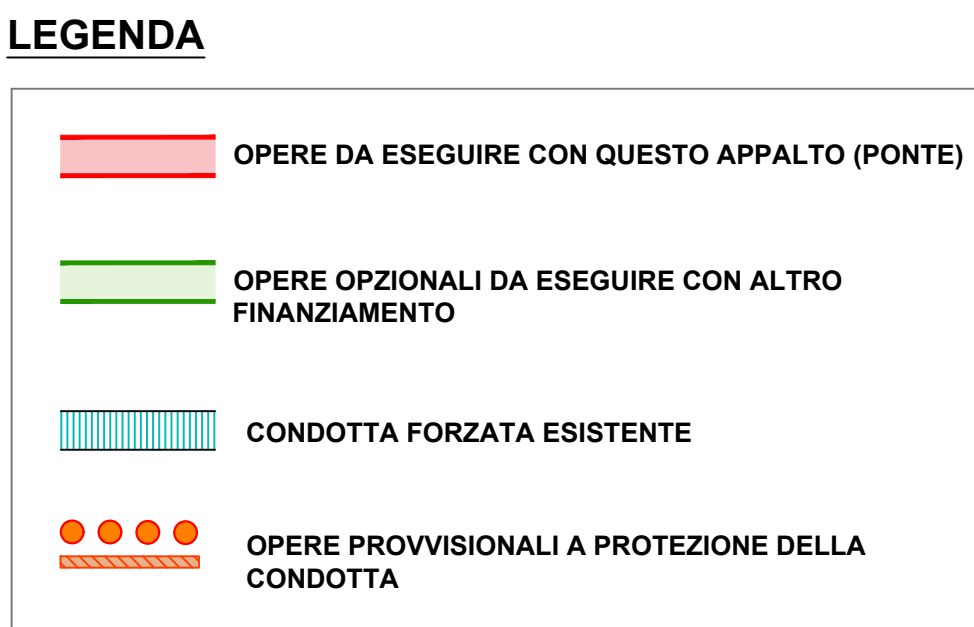 LEGENDA
OPERE DA ESEGUIRE CON QUESTO APPALTO (PONTE)
OPERE OPZIONALI DA ESEGUIRE CON ALTRO
FINANZIAMENTO
CONDOTTA FORZATA ESISTENTE
OPERE PROVVISIONALI A PROTEZIONE DELLA
CONDOTTA